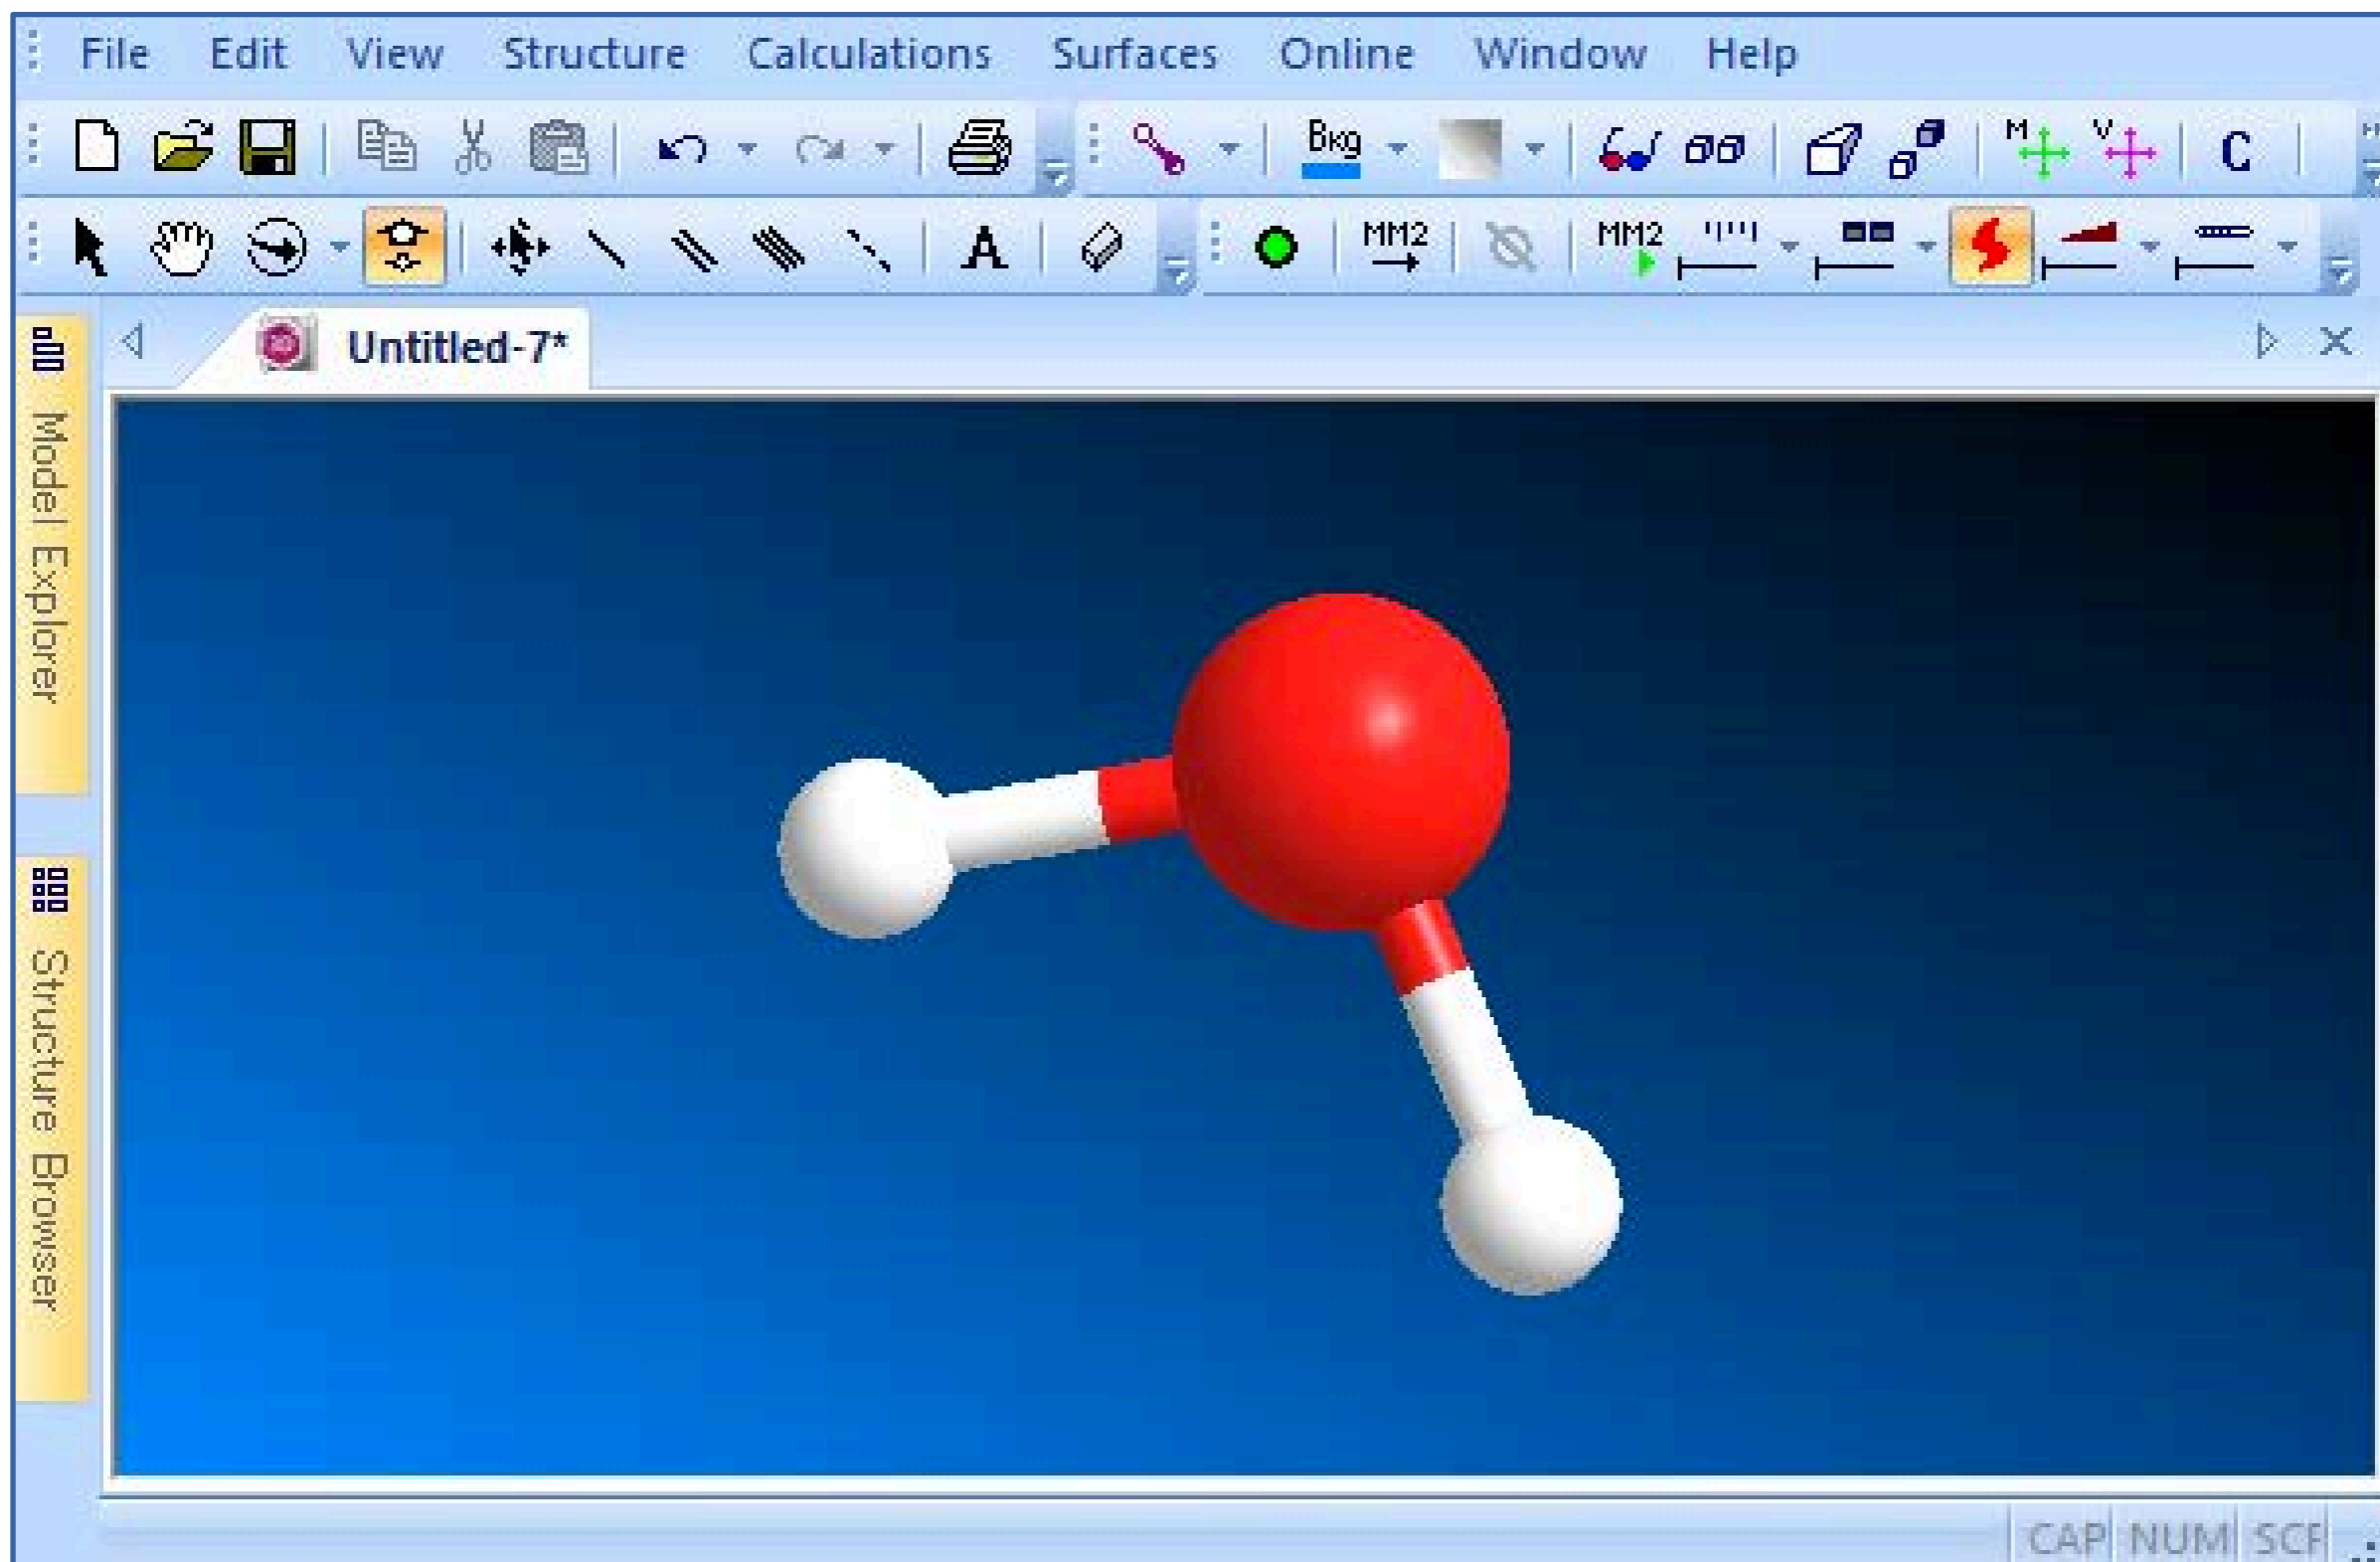 File Edit View Structure Calculations Surfaces Online Window Help
Bkg M V C
A MM2 MM2
Untitled-7*
Model Explorer
Structure Browser
CAP NUM SCF